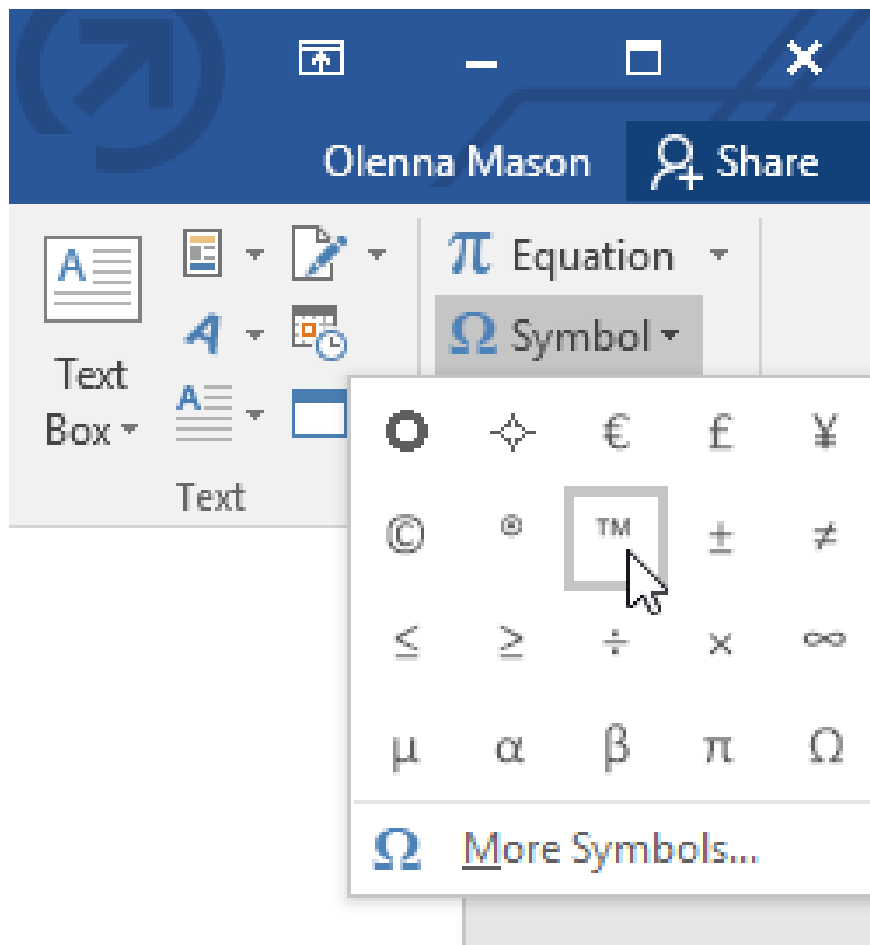 Olenna Mason Share
π Equation
Ω Symbol
A
Text
Box
A
A
Text
€ £ ¥
© ® ™ ± ≠
≤ ≥ ÷ × ∞
µ α β π Ω
Ω More Symbols...